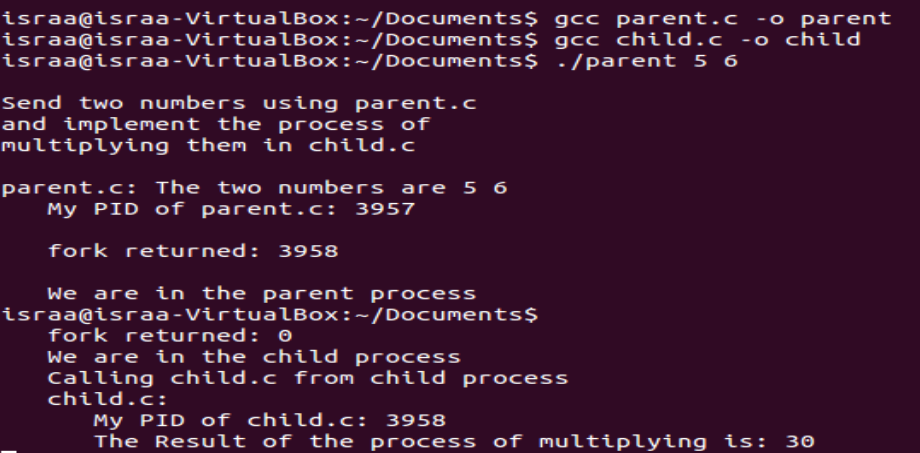 israa@israa-VirtualBox:~/Documents$ gcc parent.c -o parent
israa@israa-VirtualBox:~/Documents$ gcc child.c -o child
israa@israa-VirtualBox:~/Documents$ ./parent 5 6

Send two numbers using parent.c
and implement the process of
multiplying them in child.c

parent.c: The two numbers are 5 6
   My PID of parent.c: 3957

   fork returned: 3958

   We are in the parent process
israa@israa-VirtualBox:~/Documents$
   fork returned: 0
   We are in the child process
   Calling child.c from child process
   child.c:
      My PID of child.c: 3958
      The Result of the process of multiplying is: 30